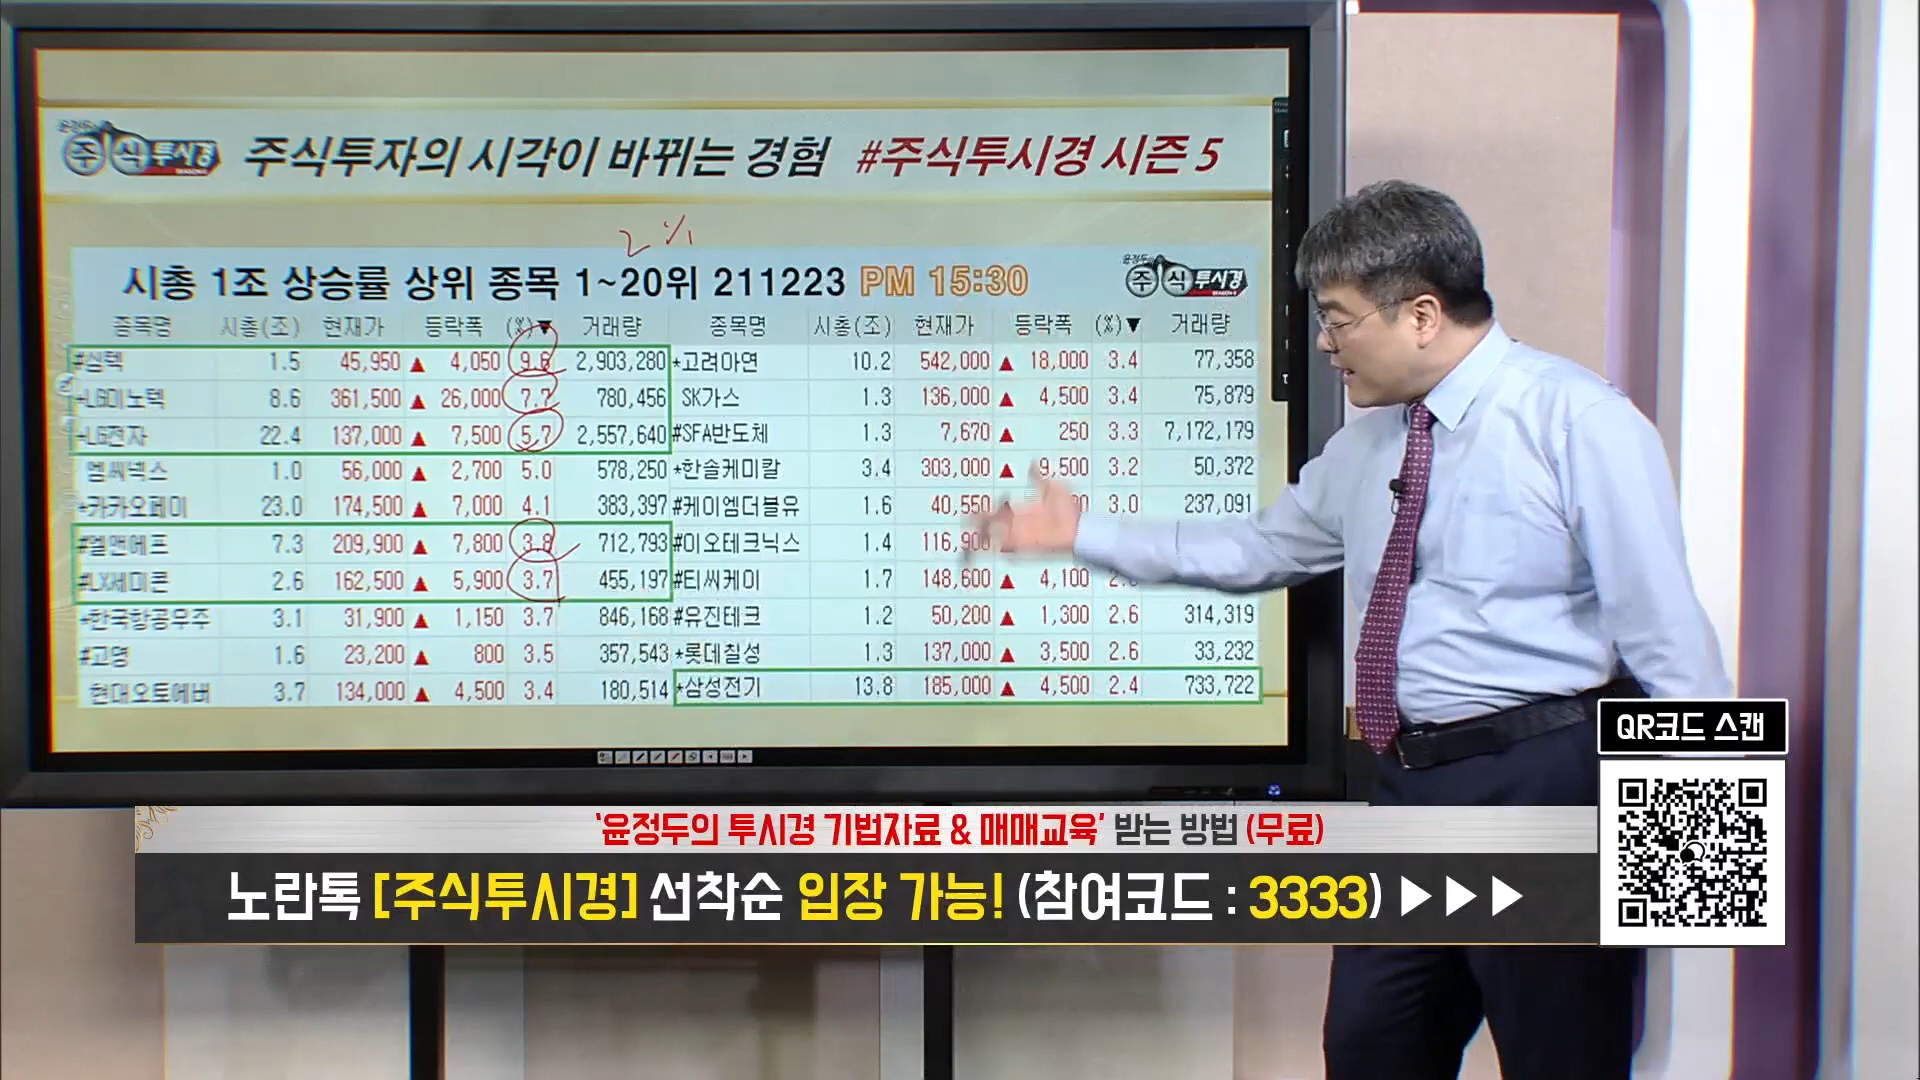 윤정두의 주식투시경 주식투자의 시각이 바뀌는 경험 #주식투시경 시즌 5
2 %
시총 1조 상승률 상위 종목 1~20위 211223 PM 15:30 윤정두의 주식투시경
종목명 시총(조) 현재가 등락폭 (%)▼ 거래량 종목명 시총(조) 현재가 등락폭 (%)▼ 거래량
#심텍 1.5 45,950 ▲ 4,050 9.6 2,903,280 *고려아연 10.2 542,000 ▲ 18,000 3.4 77,358
*LG이노텍 8.6 361,500 ▲ 26,000 7.7 780,456 SK가스 1.3 136,000 ▲ 4,500 3.4 75,879
*LG전자 22.4 137,000 ▲ 7,500 5.7 2,557,640 #SFA반도체 1.3 7,670 ▲ 250 3.3 7,172,179
엠씨넥스 1.0 56,000 ▲ 2,700 5.0 578,250 *한솔케미칼 3.4 303,000 ▲ 9,500 3.2 50,372
*카카오페이 23.0 174,500 ▲ 7,000 4.1 383,397 #케이엠더블유 1.6 40,550 3.0 237,091
#엘앤에프 7.3 209,900 ▲ 7,800 3.8 712,793 #이오테크닉스 1.4 116,900
#LX세미콘 2.6 162,500 ▲ 5,900 3.7 455,197 #티씨케이 1.7 148,600 ▲ 4,100
*한국항공우주 3.1 31,900 ▲ 1,150 3.7 846,168 #유진테크 1.2 50,200 ▲ 1,300 2.6 314,319
#고영 1.6 23,200 ▲ 800 3.5 357,543 *롯데칠성 1.3 137,000 ▲ 3,500 2.6 33,232
현대오토에버 3.7 134,000 ▲ 4,500 3.4 180,514 *삼성전기 13.8 185,000 ▲ 4,500 2.4 733,722
QR코드 스캔
'윤정두의 투시경 기법자료 & 매매교육' 받는 방법 (무료)
노란톡 [주식투시경] 선착순 입장 가능! (참여코드 : 3333) ▶▶▶